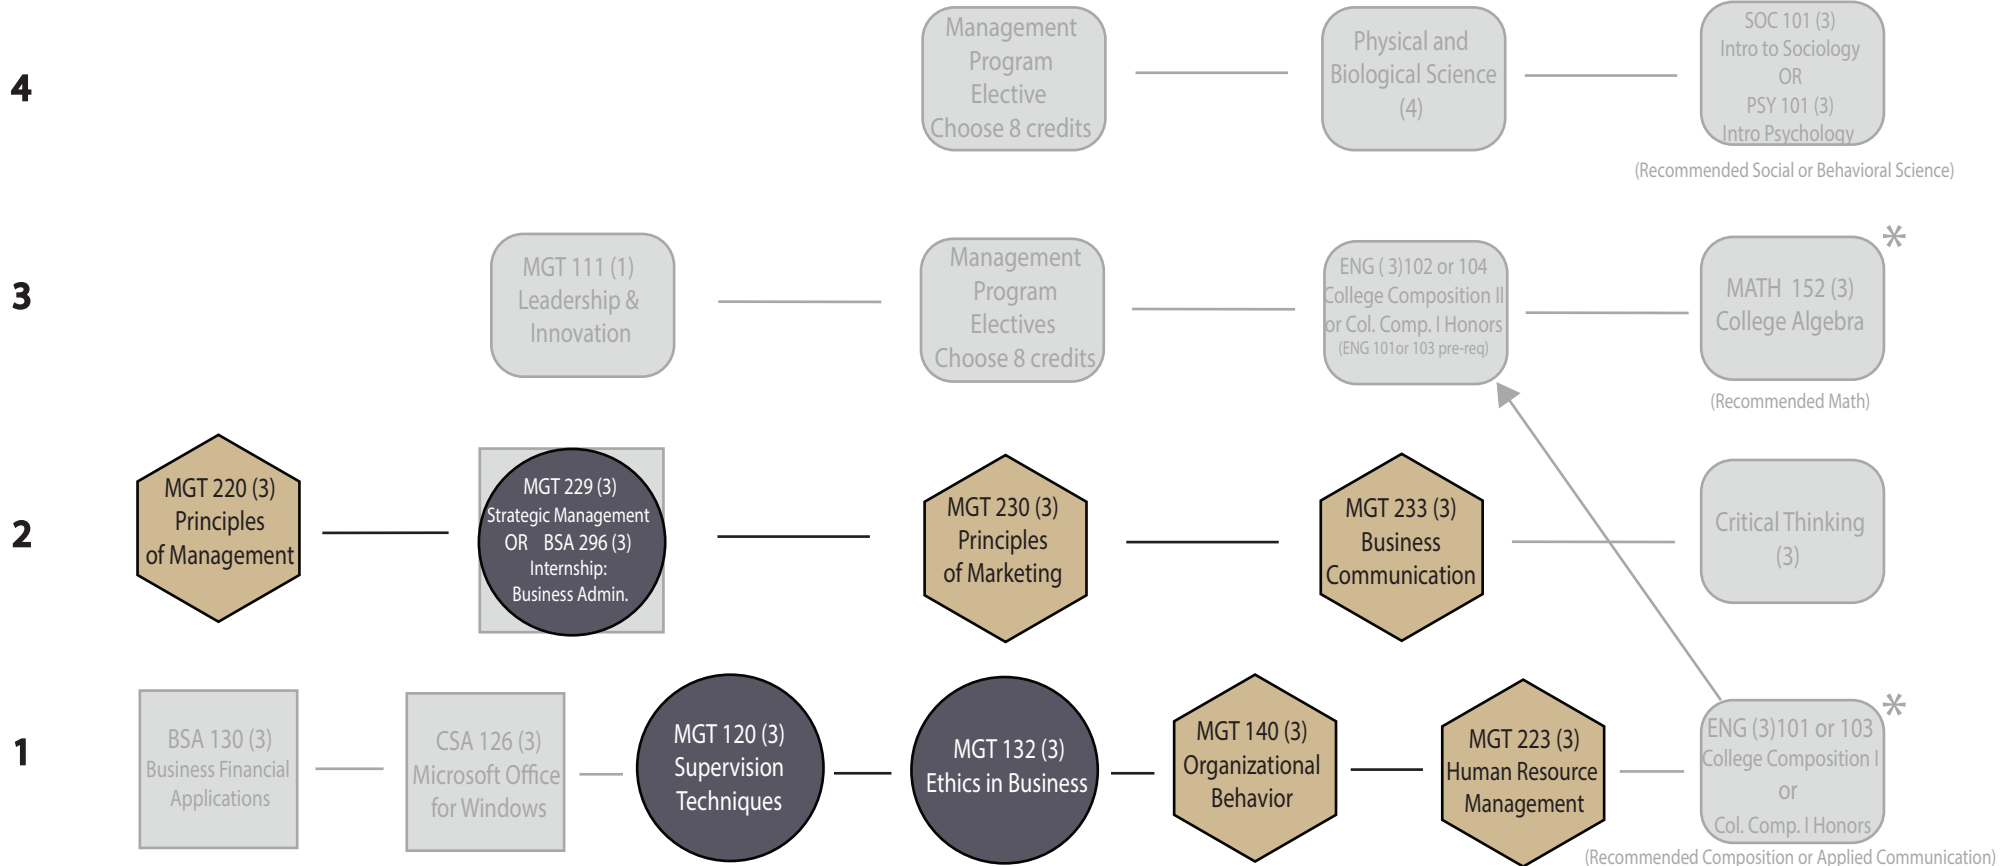 4
Management
Program
Elective
Choose 8 credits
Physical and
Biological Science
(4)
SOC 101 (3)
Intro to Sociology
OR
PSY 101 (3)
Intro Psychology
(Recommended Social or Behavioral Science)
3
MGT 111 (1)
Leadership &
Innovation
Management
Program
Electives
Choose 8 credits
ENG ( 3)102 or 104
College Composition II
or Col. Comp. I Honors
(ENG 101or 103 pre-req)
*
MATH 152 (3)
College Algebra
(Recommended Math)
2
MGT 220 (3)
Principles
of Management
MGT 229 (3)
Strategic Management
OR BSA 296 (3)
Internship:
Business Admin.
MGT 230 (3)
Principles
of Marketing
MGT 233 (3)
Business
Communication
Critical Thinking
(3)
1
BSA 130 (3)
Business Financial
Applications
CSA 126 (3)
Microsoft Office
for Windows
MGT 120 (3)
Supervision
Techniques
MGT 132 (3)
Ethics in Business
MGT 140 (3)
Organizational
Behavior
MGT 223 (3)
Human Resource
Management
*
ENG (3)101 or 103
College Composition I
or
Col. Comp. I Honors
(Recommended Composition or Applied Communication)